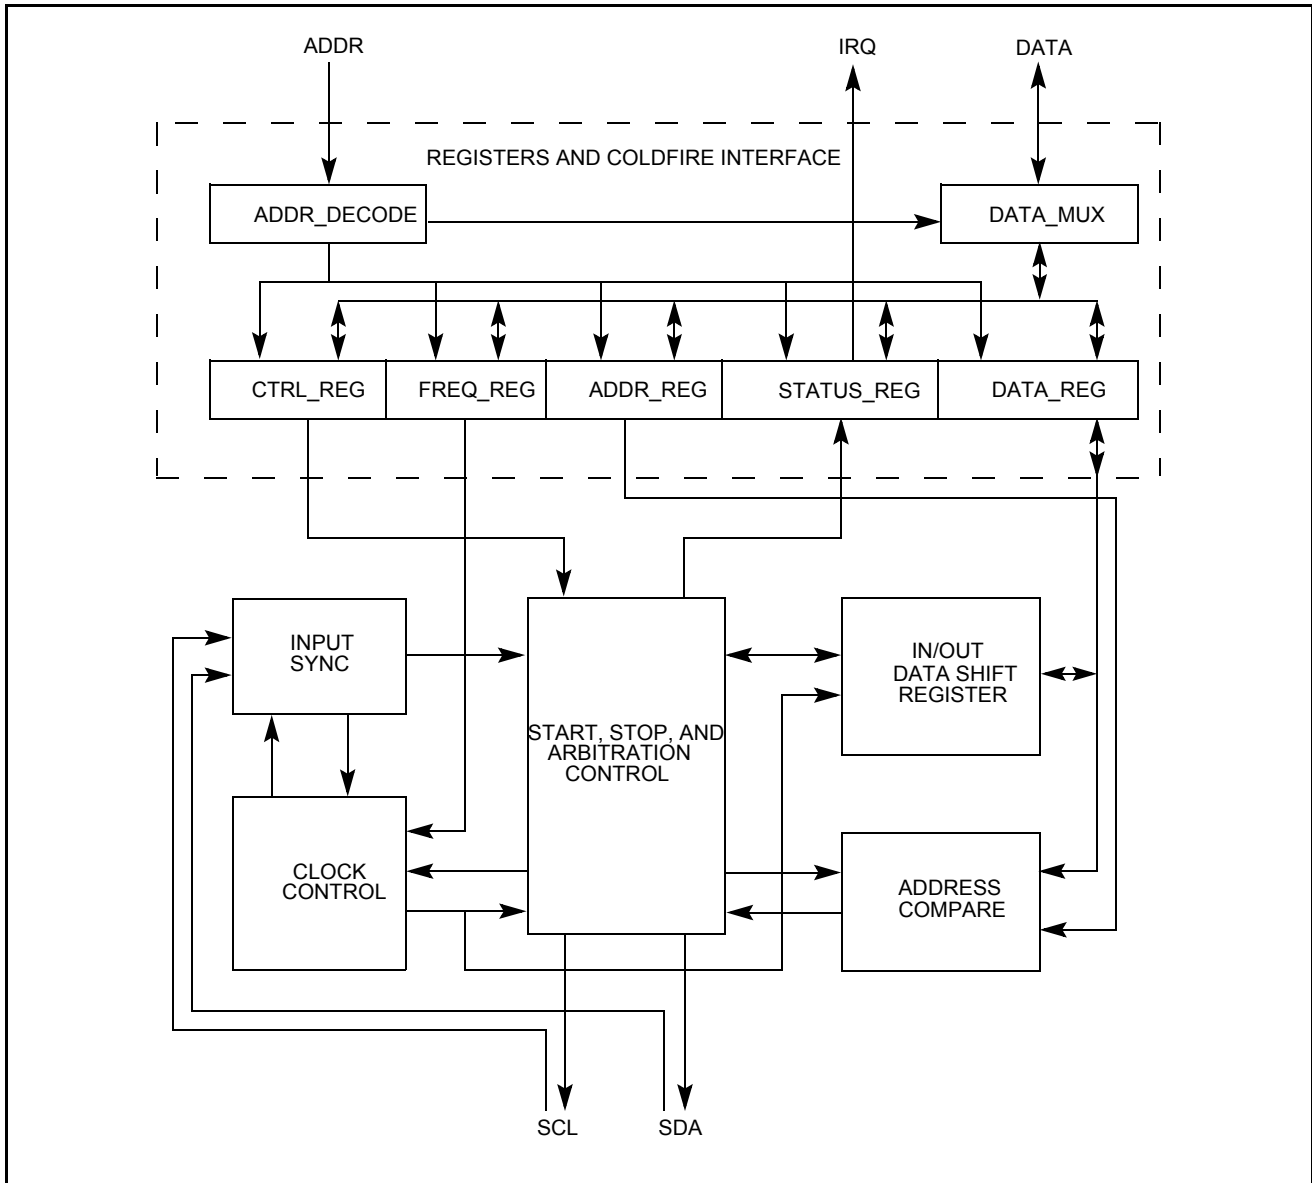 ADDR
IRQ
DATA
REGISTERS AND COLDFIRE INTERFACE
ADDR_DECODE
DATA_MUX
CTRL_REG
FREQ_REG
ADDR_REG
STATUS_REG
DATA_REG
INPUT
SYNC
IN/OUT
DATA SHIFT
REGISTER
START, STOP, AND
ARBITRATION
CONTROL
CLOCK
CONTROL
ADDRESS
COMPARE
SCL
SDA